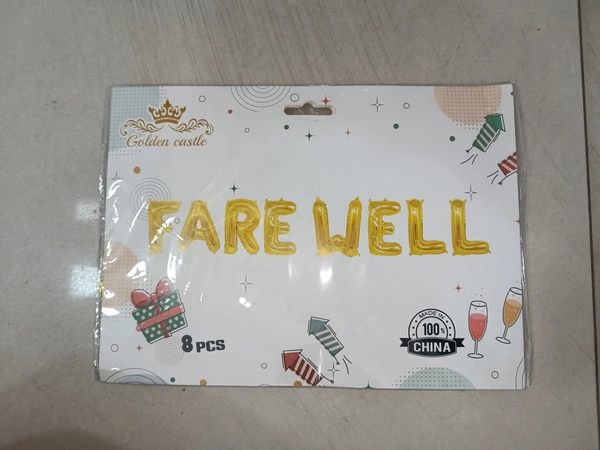 Golden castle
FARE WELL
8 PCS
MADE IN
100%
CHINA